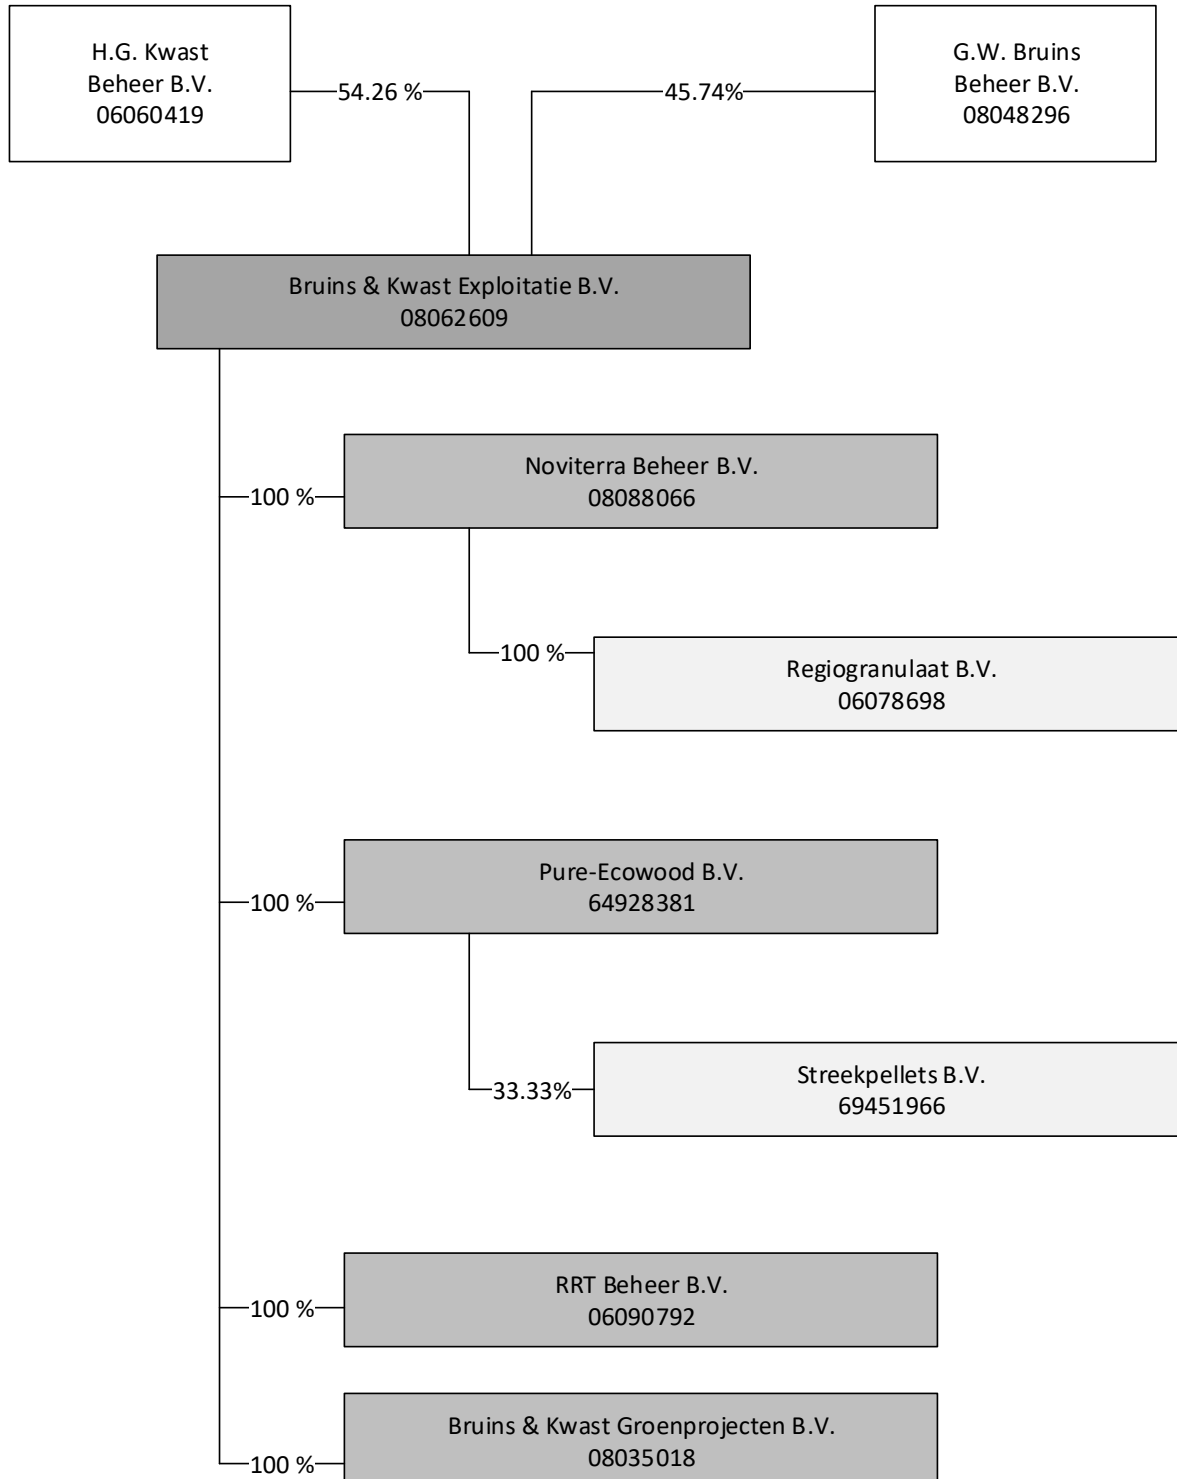 H.G. Kwast
Beheer B.V.
06060419
54.26 %
45.74%
G.W. Bruins
Beheer B.V.
08048296
Bruins & Kwast Exploitatie B.V.
08062609
100 %
Noviterra Beheer B.V.
08088066
100 %
Regiogranulaat B.V.
06078698
100 %
Pure-Ecowood B.V.
64928381
33.33%
Streekpellets B.V.
69451966
100 %
RRT Beheer B.V.
06090792
100 %
Bruins & Kwast Groenprojecten B.V.
08035018